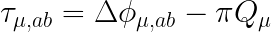 τ_{μ,ab} = Δϕ_{μ,ab} − πQ_μ